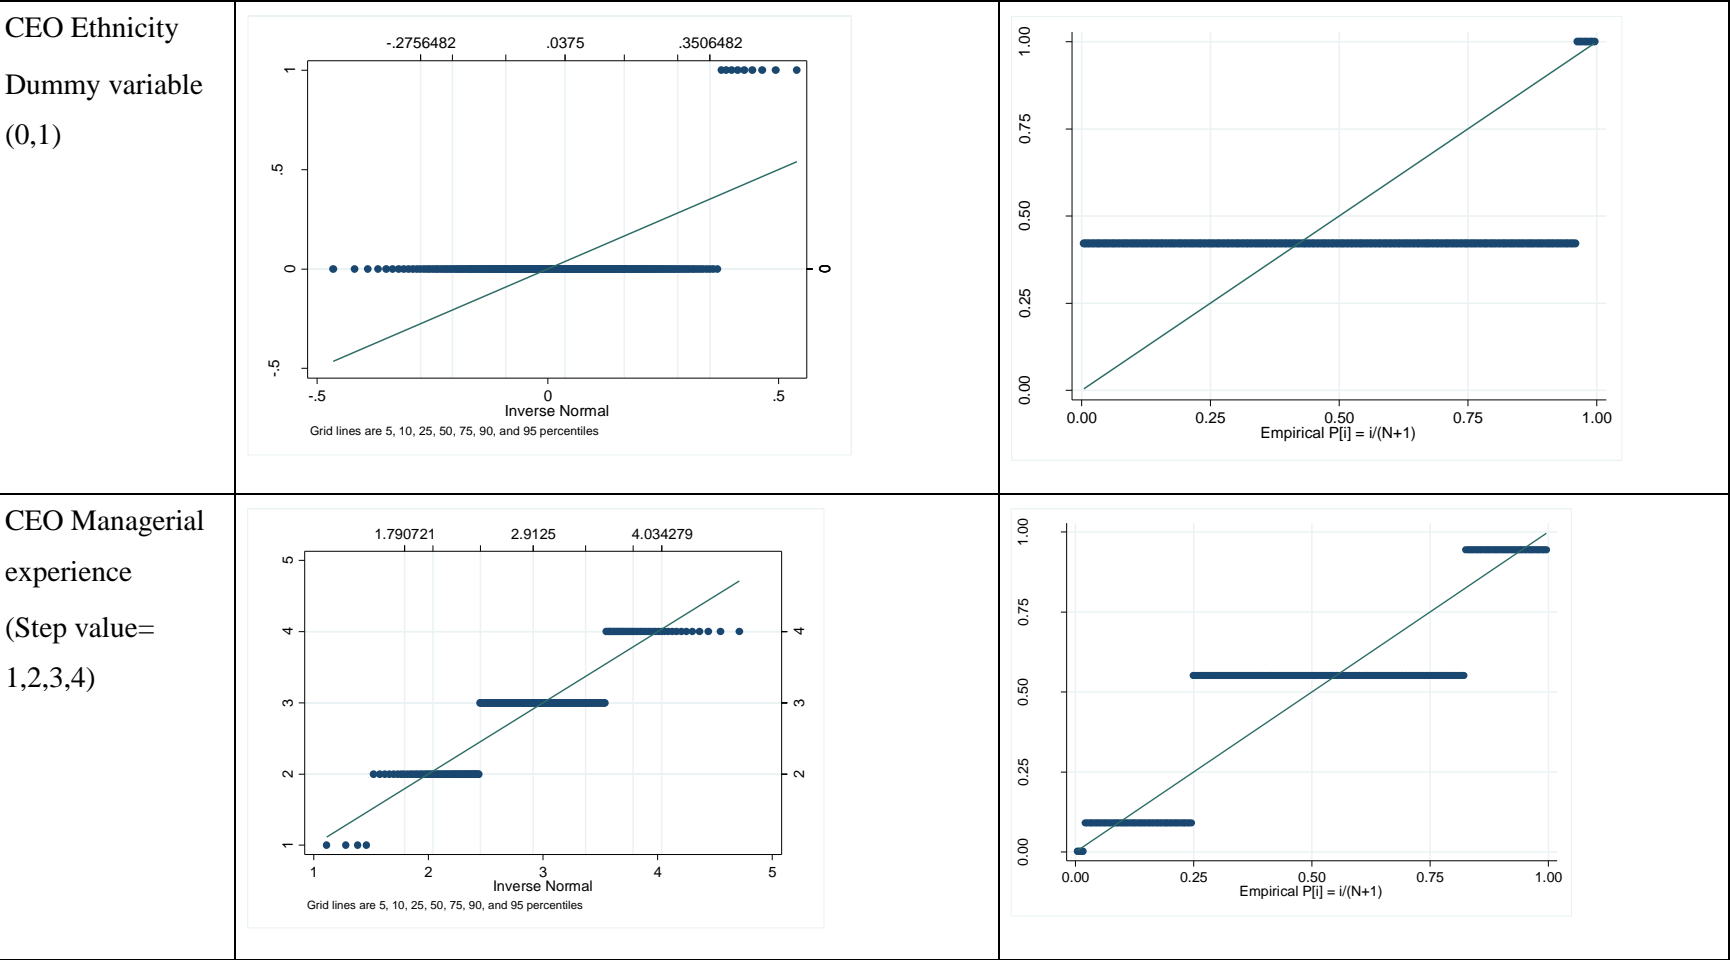 CEO Ethnicity
Dummy variable
(0,1)
-.2756482 .0375 .3506482
1
.5
0
-.5
0
-.5 0 .5
Inverse Normal
Grid lines are 5, 10, 25, 50, 75, 90, and 95 percentiles
1.00
0.75
0.50
0.25
0.00
0.00 0.25 0.50 0.75 1.00
Empirical P[i] = i/(N+1)
CEO Managerial
experience
(Step value=
1,2,3,4)
1.790721 2.9125 4.034279
5
4
3
2
1
4
3
2
1 2 3 4 5
Inverse Normal
Grid lines are 5, 10, 25, 50, 75, 90, and 95 percentiles
1.00
0.75
0.50
0.25
0.00
0.00 0.25 0.50 0.75 1.00
Empirical P[i] = i/(N+1)